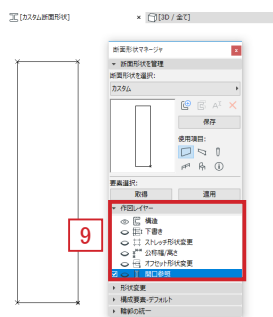 [カスタム断面形状]
[3D / 全て]
断面形状マネージャ
断面形状を管理
断面形状を選択:
カスタム
保存
使用項目:
要素選択:
取得
適用
作図レイヤー
構造
下書き
ストレッチ形状変更
公称幅/高さ
オフセット形状変更
開口参照
9
形状変更
構成要素-デフォルト
輪郭の統一